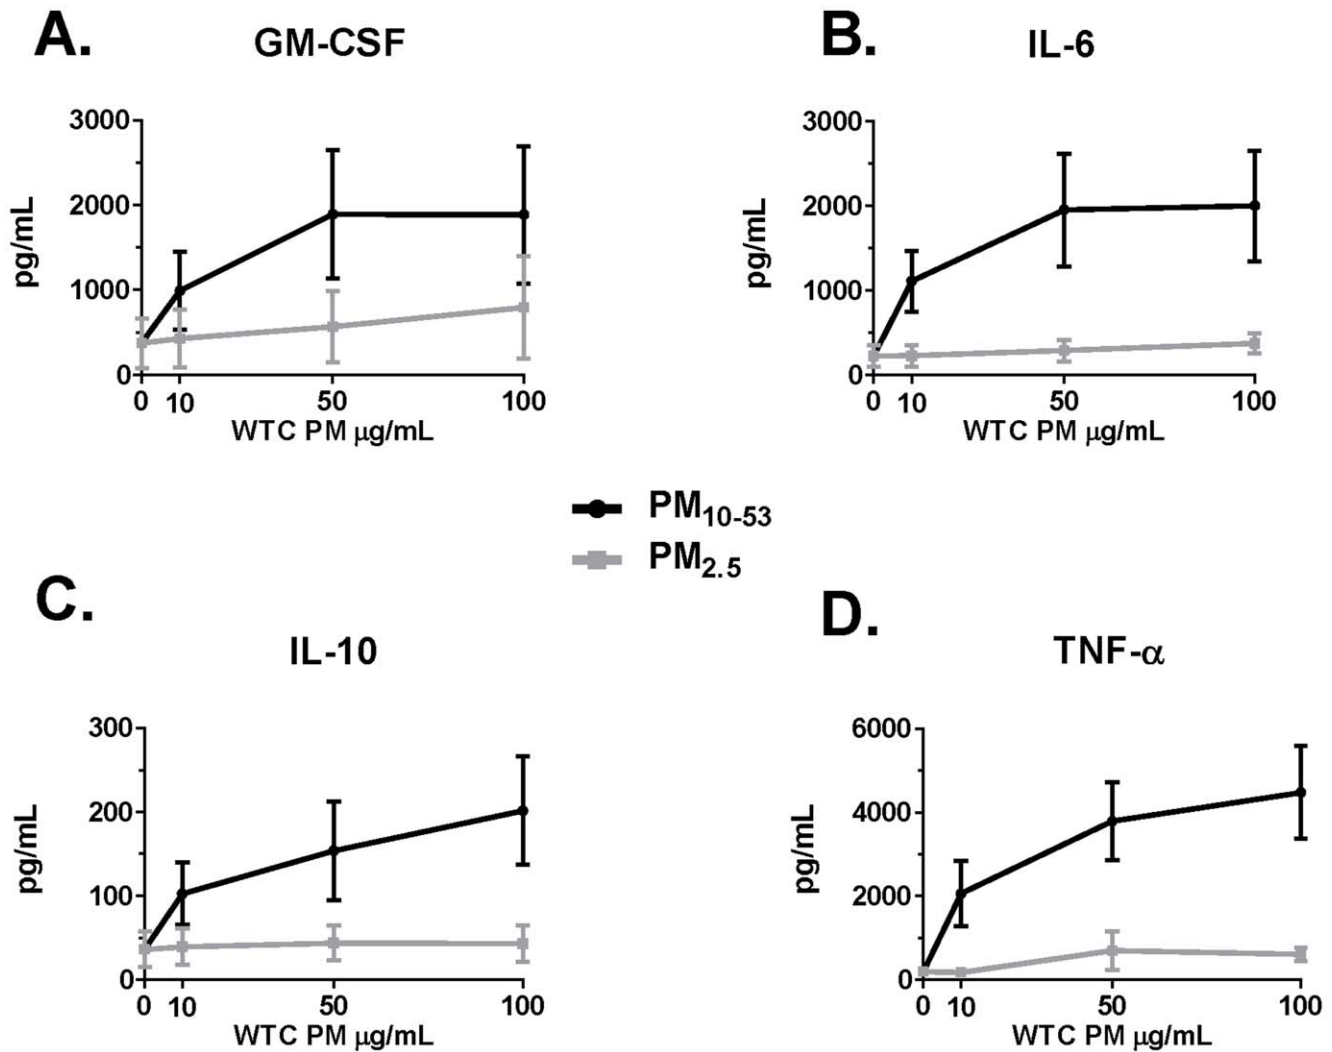 A.
GM-CSF
3000
2000
1000
0
pg/mL
0 10 50 100
WTC PM µg/mL
B.
IL-6
3000
2000
1000
0
pg/mL
0 10 50 100
WTC PM µg/mL
PM10-53
PM2.5
C.
IL-10
300
200
100
0
pg/mL
0 10 50 100
WTC PM µg/mL
D.
TNF-α
6000
4000
2000
0
pg/mL
0 10 50 100
WTC PM µg/mL